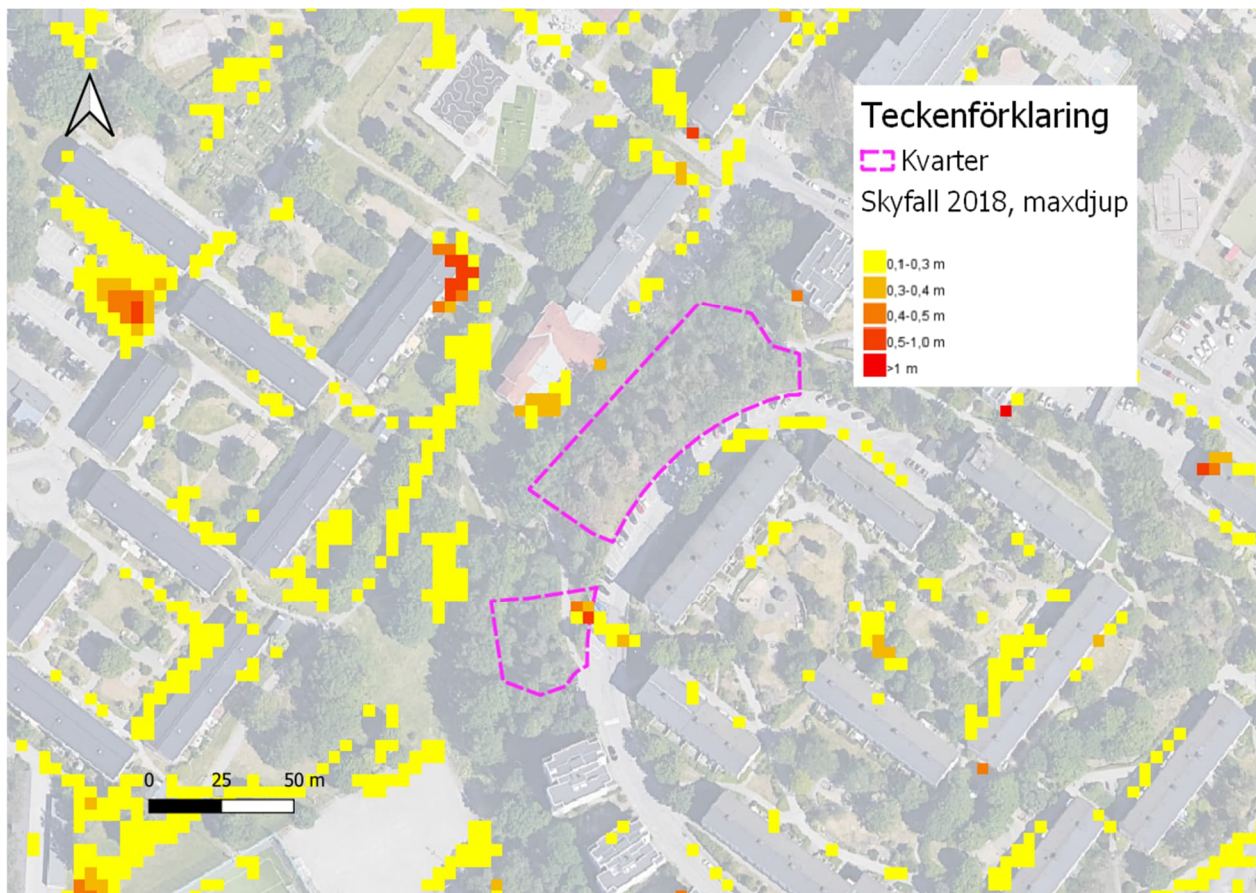 Teckenförklaring
Kvarter
Skyfall 2018, maxdjup
0,1-0,3 m
0,3-0,4 m
0,4-0,5 m
0,5-1,0 m
>1 m
0 25 50 m